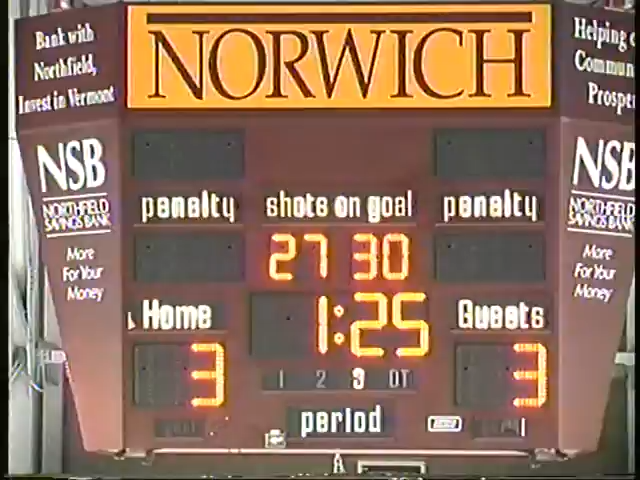 Bank with
Northfield,
Invest in Vermont
NORWICH
Helping
Commun
Prospe
NSB
NORTHFIELD
SAVINGS BANK
More
For Your
Money
penalty
shots on goal
penalty
NSB
NORTHFIELD
SAVINGS BANK
More
For Your
Money
27 30
Home
1:25
Guests
3
1 2 3 OT
3
period